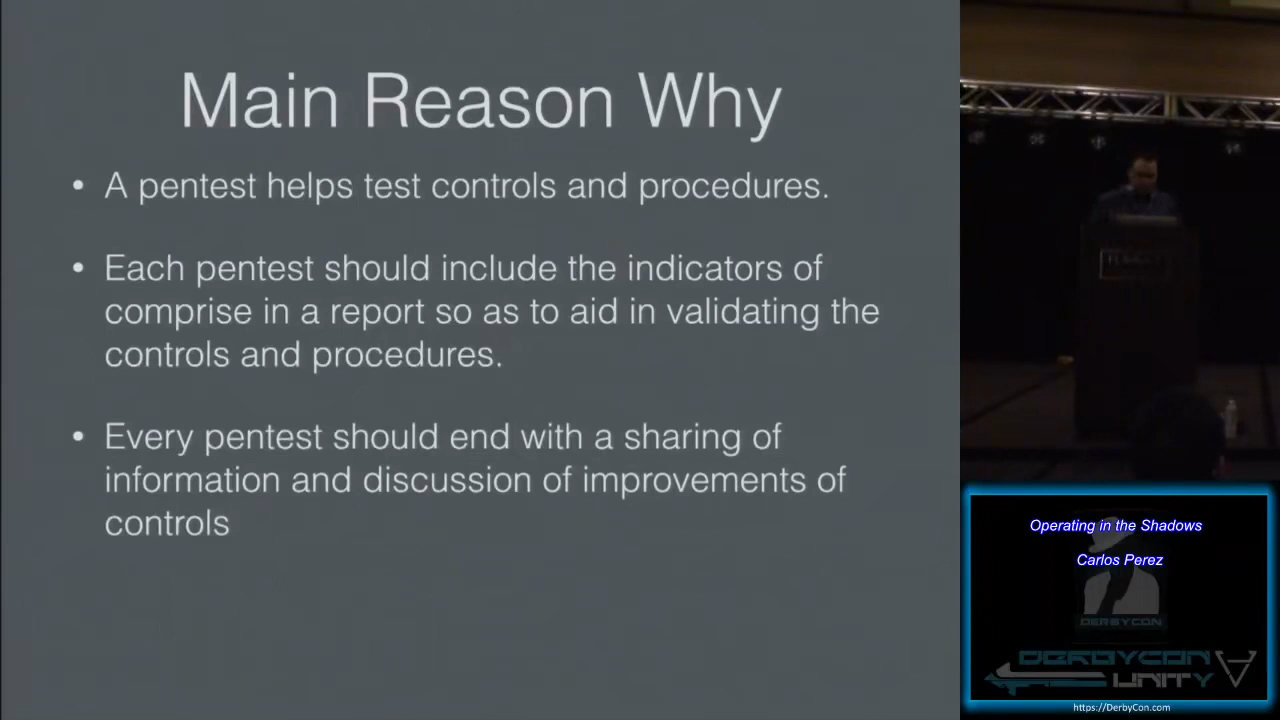 Main Reason Why
• A pentest helps test controls and procedures.
• Each pentest should include the indicators of
comprise in a report so as to aid in validating the
controls and procedures.
• Every pentest should end with a sharing of
information and discussion of improvements of
controls
Operating in the Shadows
Carlos Perez
DERBYCON
DERBYCON
UNITY
https://DerbyCon.com